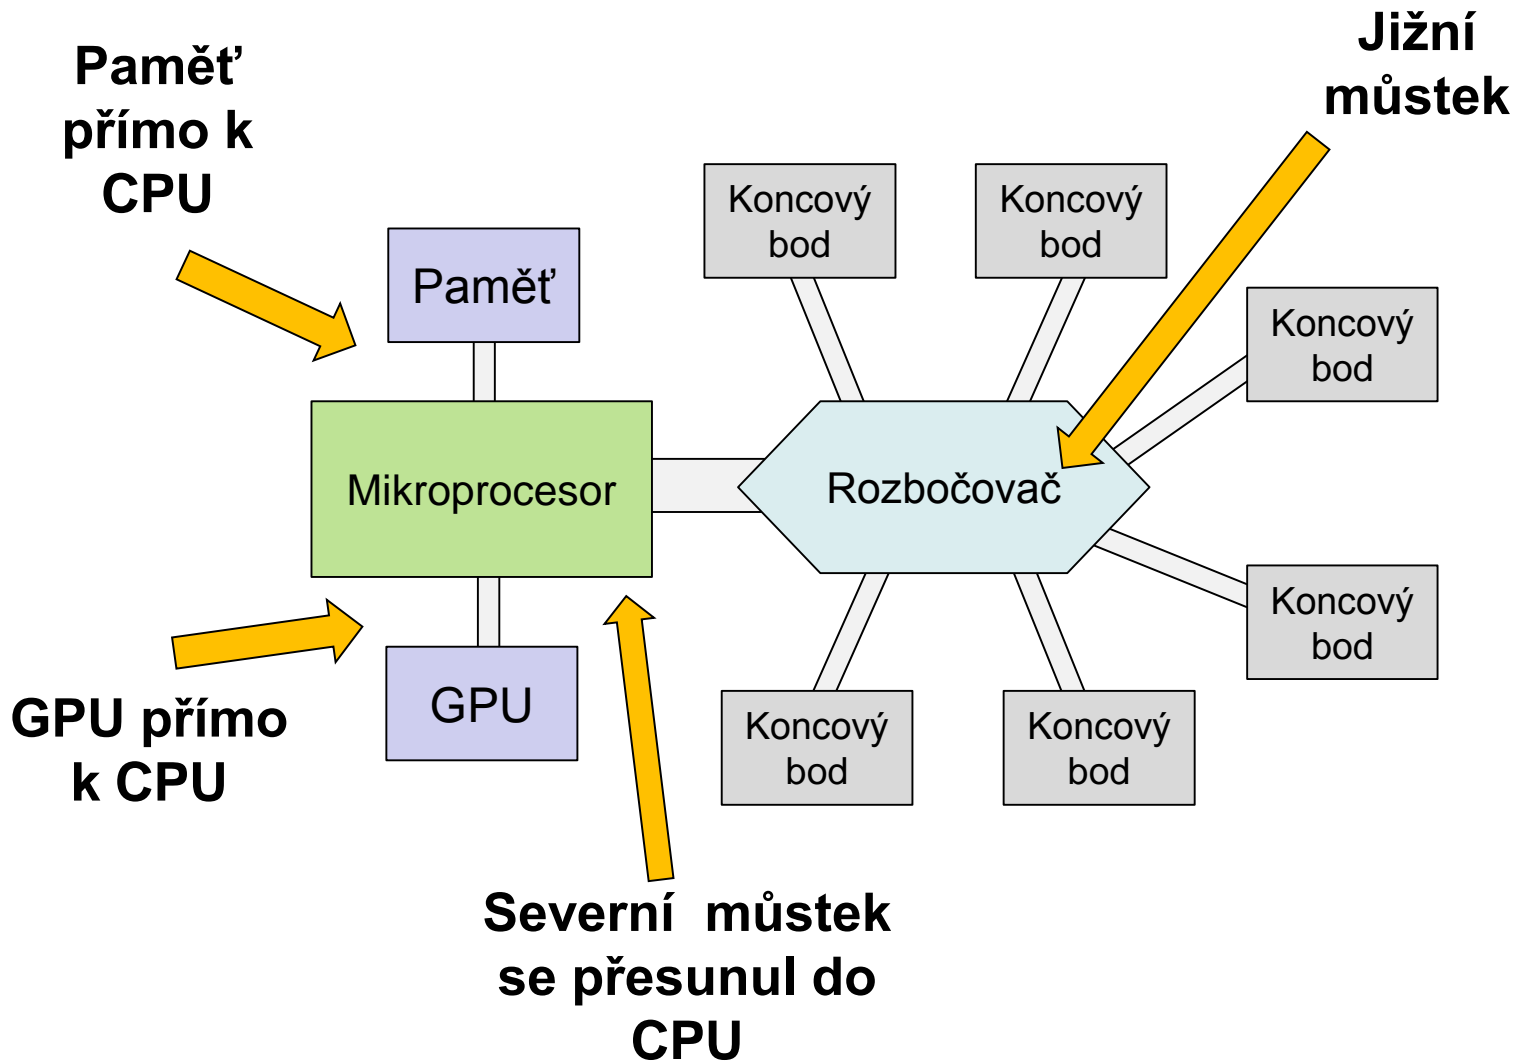 Paměť
přímo k
CPU
Jižní
můstek
Koncový
bod
Koncový
bod
Paměť
Koncový
bod
Mikroprocesor
Rozbočovač
Koncový
bod
GPU přímo
k CPU
GPU
Koncový
bod
Koncový
bod
Severní  můstek
se přesunul do
CPU